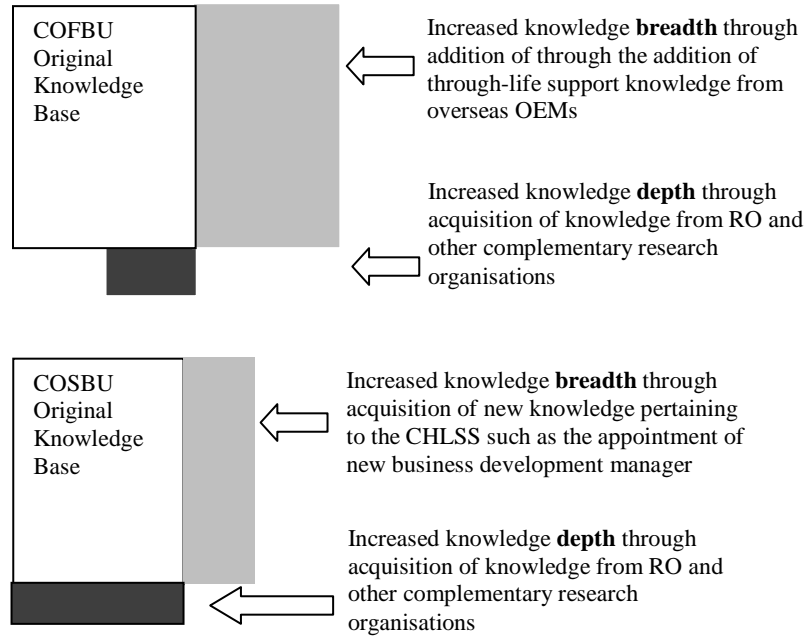 COFBU
Original
Knowledge
Base
Increased knowledge breadth through
addition of through the addition of
through-life support knowledge from
overseas OEMs
Increased knowledge depth through
acquisition of knowledge from RO and
other complementary research
organisations
COSBU
Original
Knowledge
Base
Increased knowledge breadth through
acquisition of new knowledge pertaining
to the CHLSS such as the appointment of
new business development manager
Increased knowledge depth through
acquisition of knowledge from RO and
other complementary research
organisations